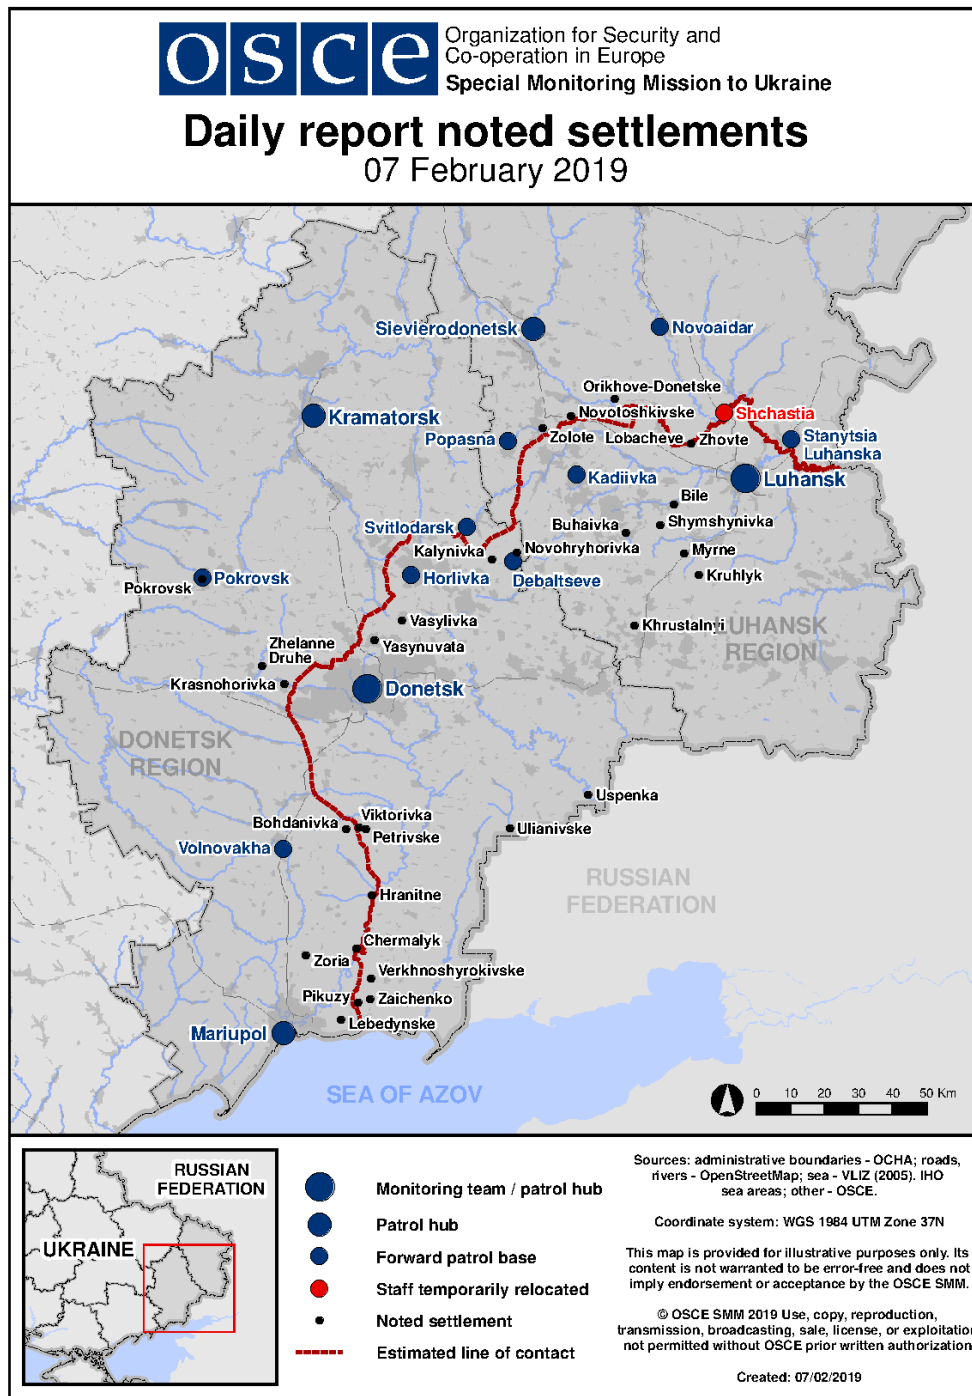 osce
Organization for Security and
Co-operation in Europe
Special Monitoring Mission to Ukraine
Daily report noted settlements
07 February 2019
Sievierodonetsk
Novoaidar
Orikhove-Donetske
Kramatorsk
Novotoshkivske
Shchastia
Popasna
Zolote
Lobacheve
Zhovte
Stanytsia
Luhanska
Kadiivka
Luhansk
Bile
Svitlodarsk
Buhaivka
Shymshynivka
Kalynivka
Novohryhorivka
Myrne
Pokrovsk
Pokrovsk
Horlivka
Debaltseve
Kruhlyk
Vasylivka
Khrustalnyi
LUHANSK
REGION
Zhelanne
Druhe
Yasynuvata
Krasnohorivka
Donetsk
DONETSK
REGION
Uspenka
Viktorivka
Bohdanivka
Petrivske
Ulianivske
Volnovakha
RUSSIAN
FEDERATION
Hranitne
Chermalyk
Zoria
Verkhnoshyrokivske
Pikuzy
Zaichenko
Lebedynske
Mariupol
SEA OF AZOV
0 10 20 30 40 50 Km
RUSSIAN
FEDERATION
UKRAINE
Monitoring team / patrol hub
Patrol hub
Forward patrol base
Staff temporarily relocated
Noted settlement
Estimated line of contact
Sources: administrative boundaries - OCHA; roads,
rivers - OpenStreetMap; sea - VLIZ (2005). IHO
sea areas; other - OSCE.
Coordinate system: WGS 1984 UTM Zone 37N
This map is provided for illustrative purposes only. Its
content is not warranted to be error-free and does not
imply endorsement or acceptance by the OSCE SMM.
© OSCE SMM 2019 Use, copy, reproduction,
transmission, broadcasting, sale, license, or exploitation
not permitted without OSCE prior written authorization
Created: 07/02/2019